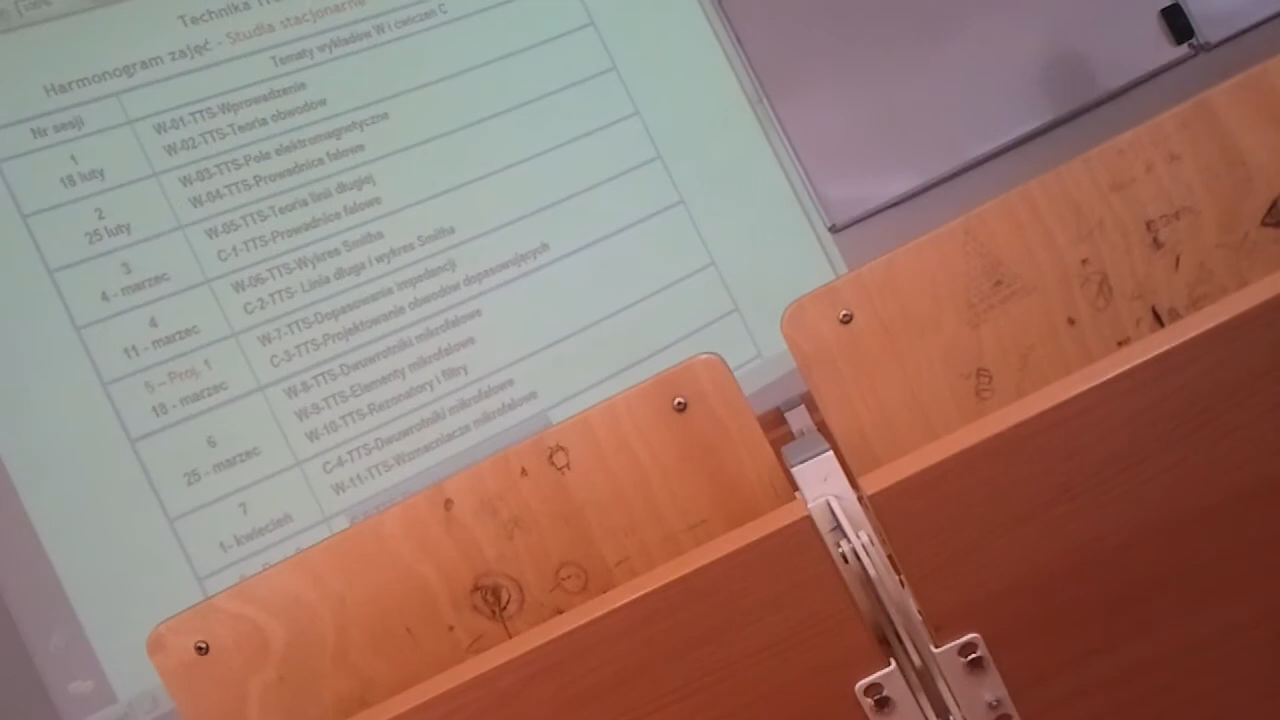 100%
Technika
Harmonogram zajęć - Studia stacjonarne
Nr sesji
Tematy wykładów W i ćwiczeń C
1
18 luty
W-01-TTS-Wprowadzenie
W-02-TTS-Teoria obwodów
2
25 luty
W-03-TTS-Pole elektromagnetyczne
W-04-TTS-Prowadnice falowe
3
4 - marzec
W-05-TTS-Teoria linii długiej
C-1-TTS-Prowadnice falowe
4
11 - marzec
W-06-TTS-Wykres Smitha
C-2-TTS- Linia długa i wykres Smitha
5 - Proj. 1
18 - marzec
W-7-TTS-Dopasowanie impedancji
C-3-TTS-Projektowanie obwodów dopasowujących
6
25 - marzec
W-8-TTS-Dwuwrotniki mikrofalowe
W-9-TTS-Elementy mikrofalowe
W-10-TTS-Rezonatory i filtry
7
1- kwiecień
C-4-TTS-Dwuwrotniki mikrofalowe
W-11-TTS-Wzmacniacze mikrofalowe